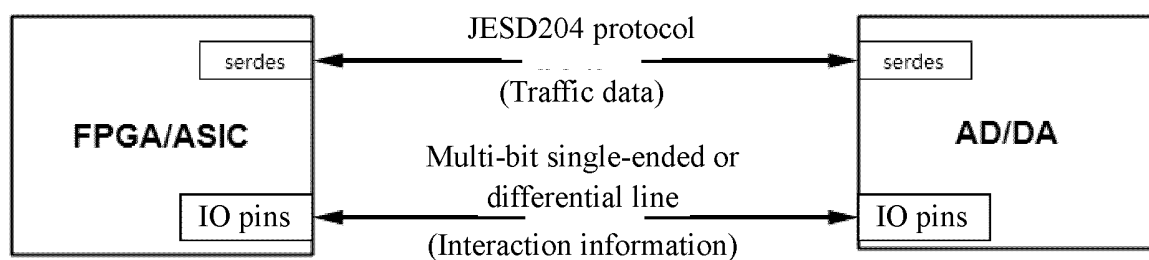 JESD204 protocol
serdes
serdes
(Traffic data)
FPGA/ASIC
AD/DA
Multi-bit single-ended or
differential line
IO pins
IO pins
(Interaction information)